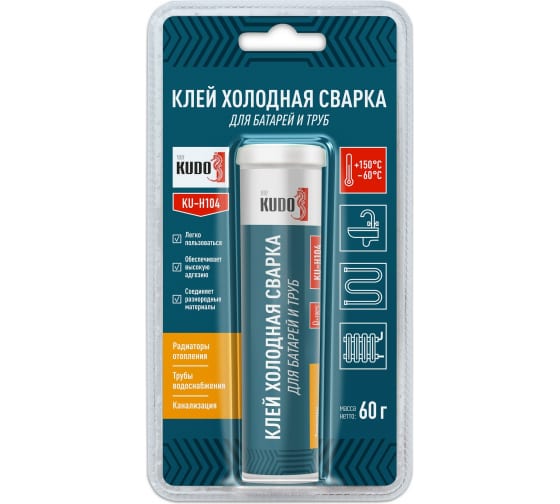 КЛЕЙ ХОЛОДНАЯ СВАРКА
ДЛЯ БАТАРЕЙ И ТРУБ
KUDO
KU-H104
Легко
пользоваться
Обеспечивает
высокую
адгезию
Соединяет
разнородные
материалы
Радиаторы
отопления
Трубы
водоснабжения
Канализация
KUDO
КЛЕЙ ХОЛОДНАЯ СВАРКА
ДЛЯ БАТАРЕЙ И ТРУБ
KU-H104
+150°C
-60°C
масса
нетто:
60 г